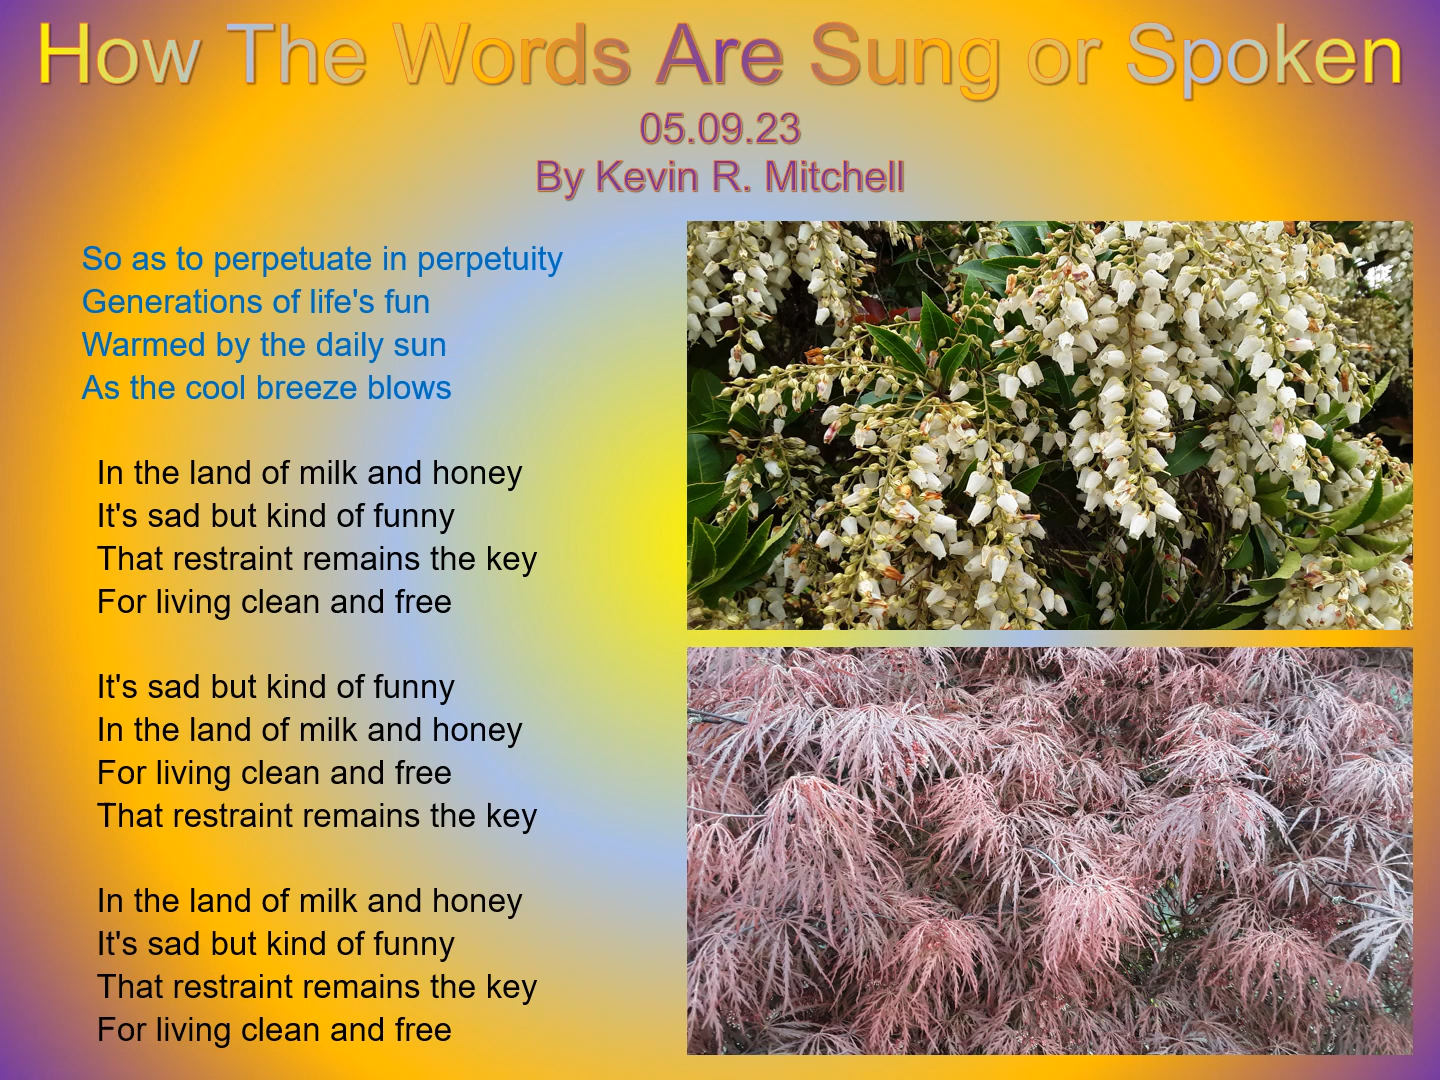 How The Words Are Sung or Spoken
05.09.23
By Kevin R. Mitchell
So as to perpetuate in perpetuity
Generations of life's fun
Warmed by the daily sun
As the cool breeze blows
In the land of milk and honey
It's sad but kind of funny
That restraint remains the key
For living clean and free
It's sad but kind of funny
In the land of milk and honey
For living clean and free
That restraint remains the key
In the land of milk and honey
It's sad but kind of funny
That restraint remains the key
For living clean and free